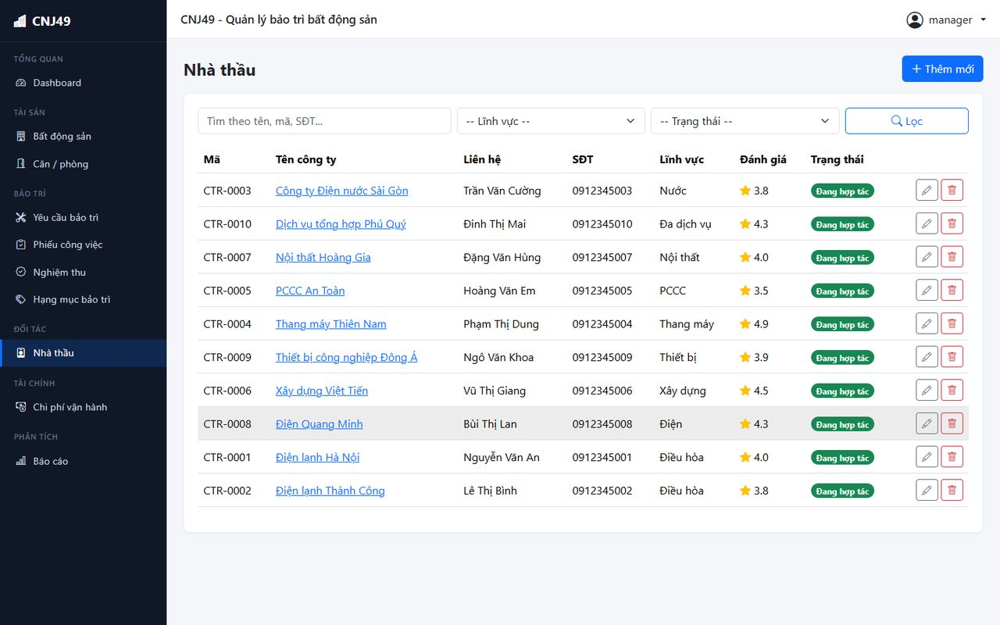 CNJ49
CNJ49 - Quản lý bảo trì bất động sản
manager
TỔNG QUAN
Dashboard
TÀI SẢN
Bất động sản
Căn / phòng
BẢO TRÌ
Yêu cầu bảo trì
Phiếu công việc
Nghiệm thu
Hạng mục bảo trì
ĐỐI TÁC
Nhà thầu
TÀI CHÍNH
Chi phí vận hành
PHÂN TÍCH
Báo cáo
Nhà thầu
+ Thêm mới
Tìm theo tên, mã, SĐT...
-- Lĩnh vực --
-- Trạng thái --
Lọc
Mã Tên công ty Liên hệ SĐT Lĩnh vực Đánh giá Trạng thái
CTR-0003 Công ty Điện nước Sài Gòn Trần Văn Cường 0912345003 Nước 3.8 Đang hợp tác
CTR-0010 Dịch vụ tổng hợp Phú Quý Đinh Thị Mai 0912345010 Đa dịch vụ 4.3 Đang hợp tác
CTR-0007 Nội thất Hoàng Gia Đặng Văn Hùng 0912345007 Nội thất 4.0 Đang hợp tác
CTR-0005 PCCC An Toàn Hoàng Văn Em 0912345005 PCCC 3.5 Đang hợp tác
CTR-0004 Thang máy Thiên Nam Phạm Thị Dung 0912345004 Thang máy 4.9 Đang hợp tác
CTR-0009 Thiết bị công nghiệp Đông Á Ngô Văn Khoa 0912345009 Thiết bị 3.9 Đang hợp tác
CTR-0006 Xây dựng Việt Tiến Vũ Thị Giang 0912345006 Xây dựng 4.5 Đang hợp tác
CTR-0008 Điện Quang Minh Bùi Thị Lan 0912345008 Điện 4.3 Đang hợp tác
CTR-0001 Điện lạnh Hà Nội Nguyễn Văn An 0912345001 Điều hòa 4.0 Đang hợp tác
CTR-0002 Điện lạnh Thành Công Lê Thị Bình 0912345002 Điều hòa 3.8 Đang hợp tác